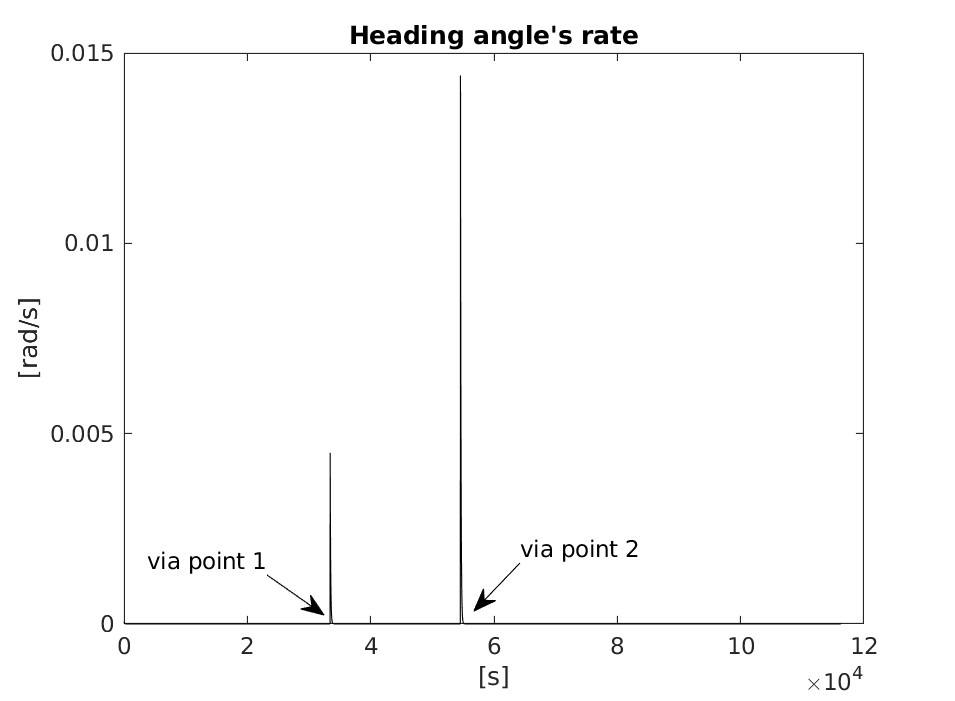 Heading angle's rate
0.015
0.01
[rad/s]
0.005
via point 1
via point 2
0
0 2 4 6 8 10 12
[s]
×10⁴